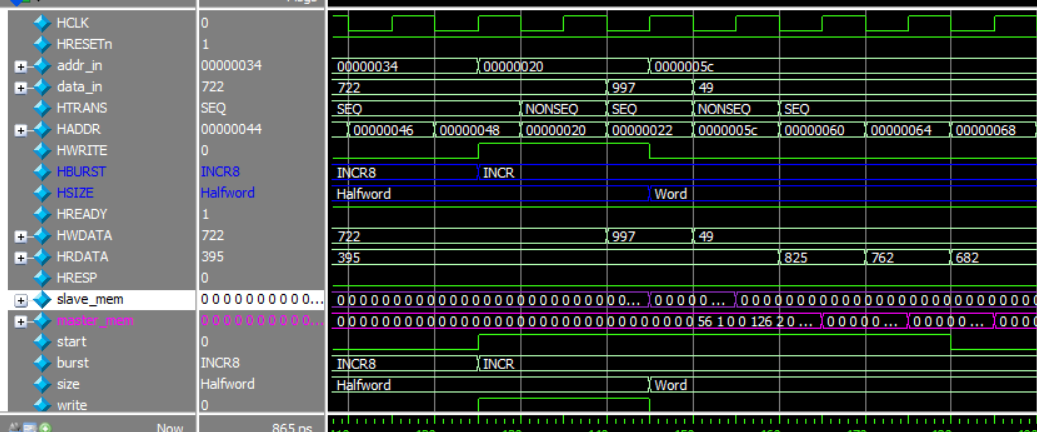 HCLK 0
HRESETn 1
addr_in 00000034 00000034 00000020 0000005c
data_in 722 722 997 49
HTRANS SEQ SEQ NONSEQ SEQ NONSEQ SEQ
HADDR 00000044 00000046 00000048 00000020 00000022 0000005c 00000060 00000064 00000068
HWRITE 0
HBURST INCR8 INCR8 INCR
HSIZE Halfword Halfword Word
HREADY 1
HWDATA 722 722 997 49
HRDATA 395 395 825 762 682
HRESP 0
slave_mem
master_mem
start 0
burst INCR8 INCR8 INCR
size Halfword Halfword Word
write 0
Now 865 ps